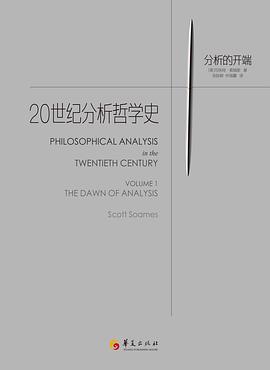 分析的开端
20世纪分析哲学史
PHILOSOPHICAL ANALYSIS
in the
TWENTIETH CENTURY
VOLUME 1
THE DAWN OF ANALYSIS
Scott Soames
华夏出版社